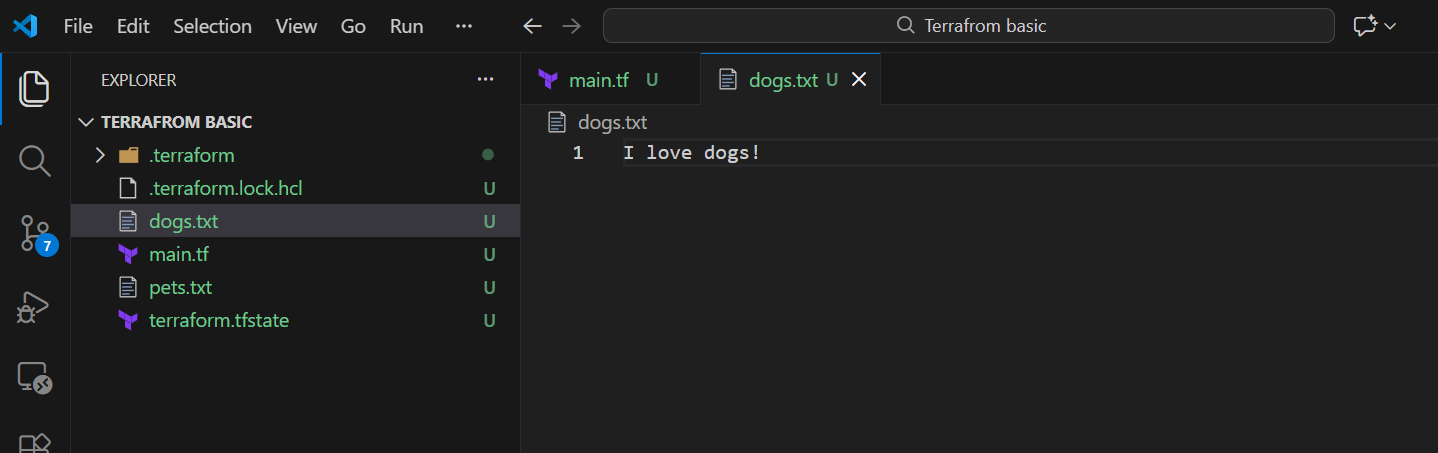 File Edit Selection View Go Run ··· Terrafrom basic
EXPLORER ···
TERRAFROM BASIC
.terraform
.terraform.lock.hcl U
dogs.txt U
main.tf U
pets.txt U
terraform.tfstate U
7
main.tf U dogs.txt U
dogs.txt
1 I love dogs!